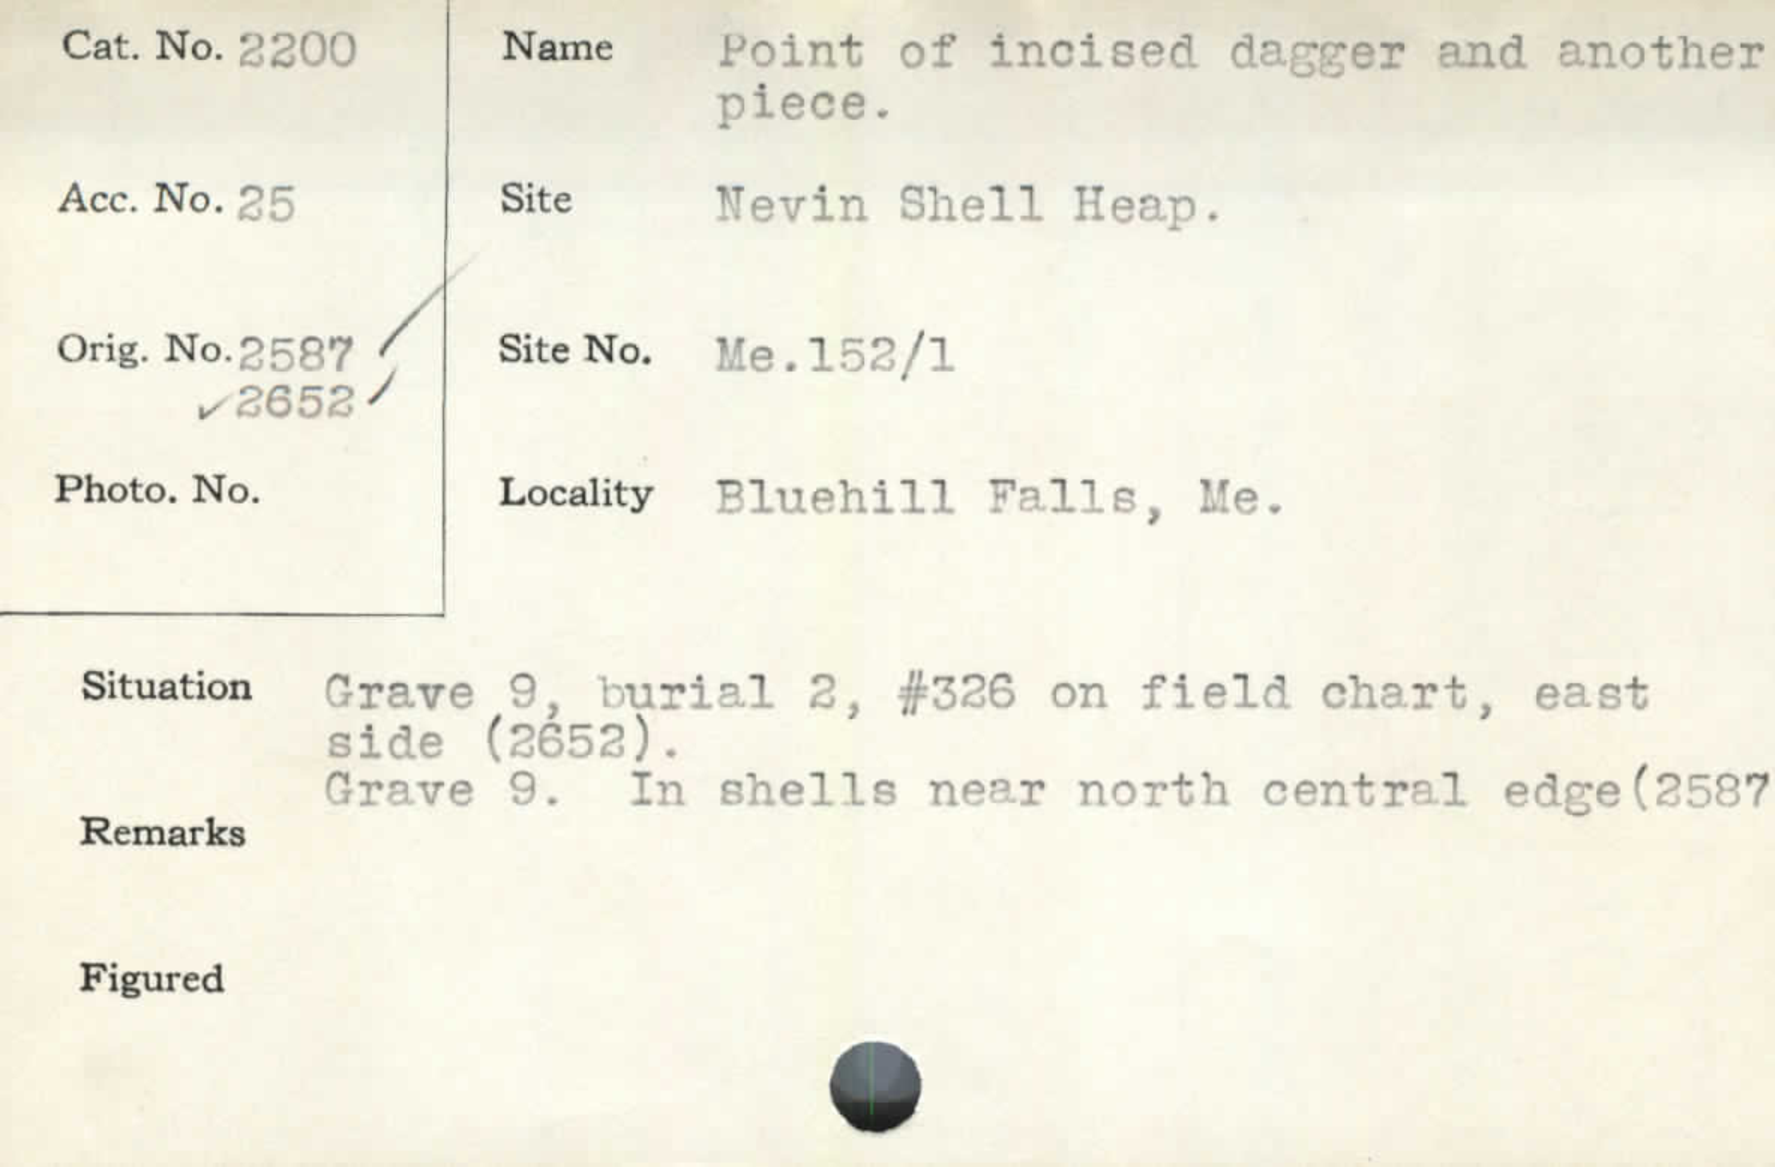 Cat. No. 2200
Name Point of incised dagger and another
piece.
Acc. No. 25
Site Nevin Shell Heap.
Orig. No. 2587
✓2652
Site No. Me.152/1
Photo. No.
Locality Bluehill Falls, Me.
Situation Grave 9, burial 2, #326 on field chart, east
side (2652).
Grave 9. In shells near north central edge(2587
Remarks
Figured